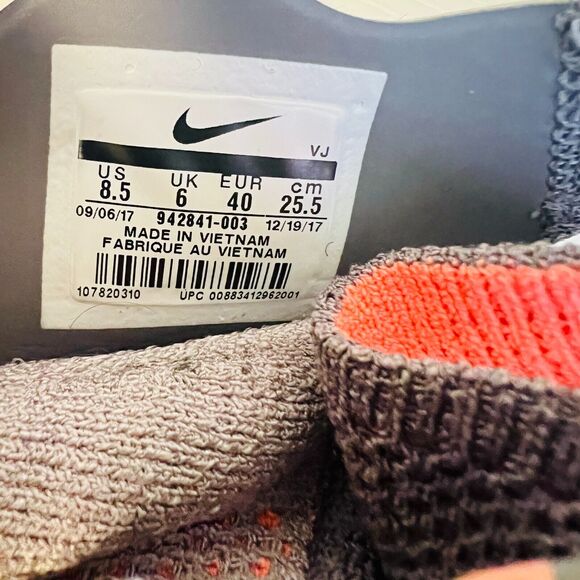 VJ
US UK EUR cm
8.5 6 40 25.5
09/06/17 942841-003 12/19/17
MADE IN VIETNAM
FABRIQUE AU VIETNAM
107820310 UPC 00883412962001